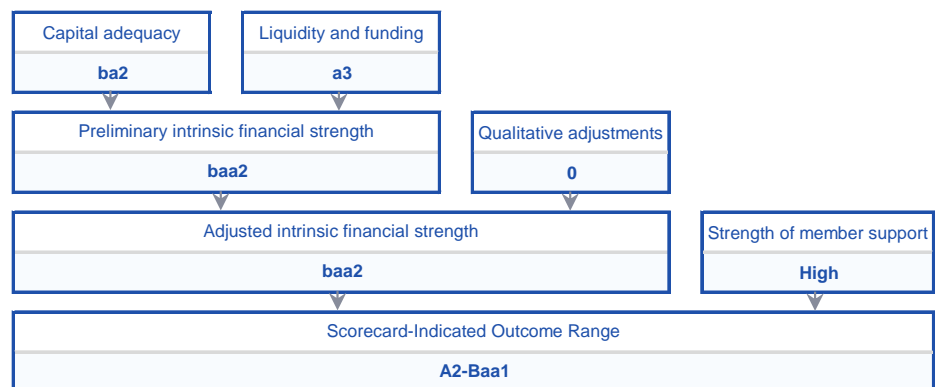 Capital adequacy
ba2
Liquidity and funding
a3
Preliminary intrinsic financial strength
baa2
Qualitative adjustments
0
Adjusted intrinsic financial strength
baa2
Strength of member support
High
Scorecard-Indicated Outcome Range
A2-Baa1